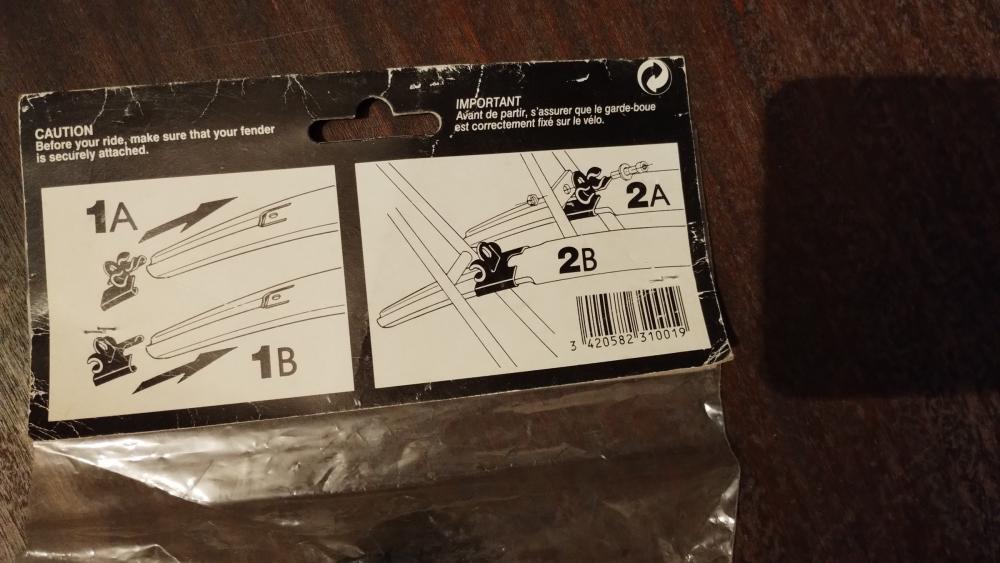 CAUTION
Before your ride, make sure that your fender
is securely attached.
IMPORTANT
Avant de partir, s'assurer que le garde-boue
est correctement fixé sur le vélo.
1A
1B
2A
2B
3 420582 310019